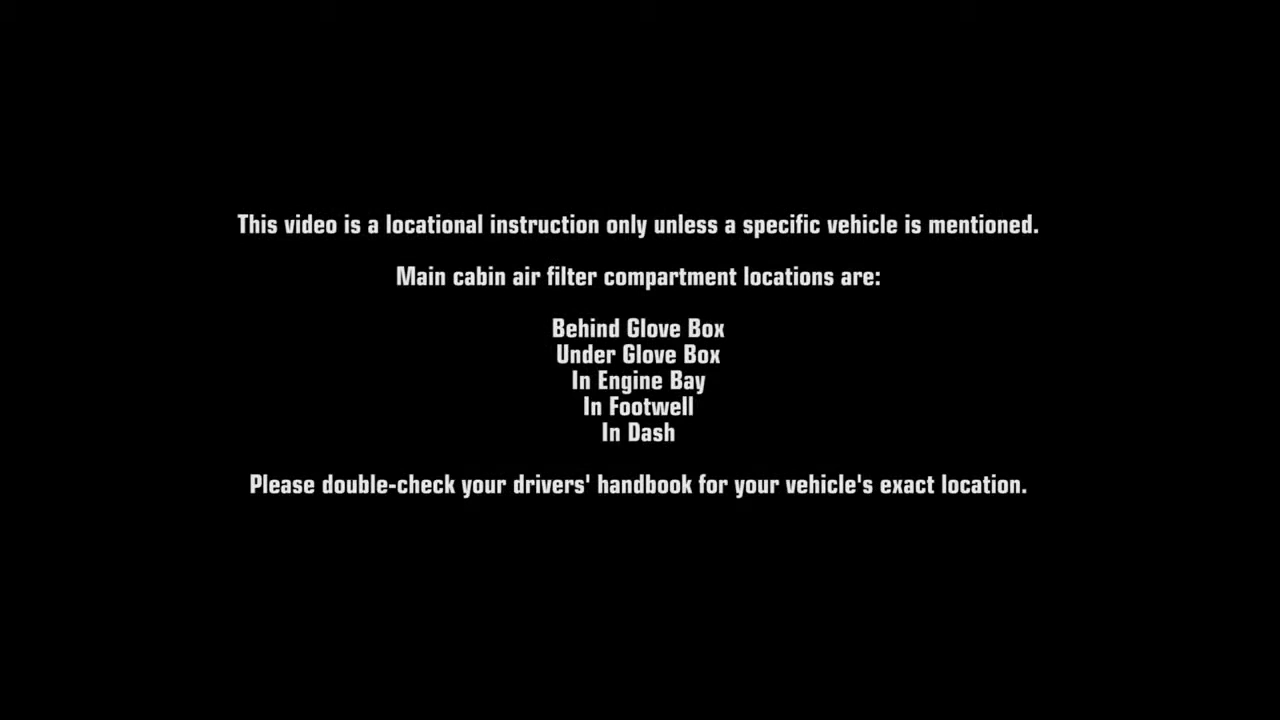 This video is a locational instruction only unless a specific vehicle is mentioned.
Main cabin air filter compartment locations are:
Behind Glove Box
Under Glove Box
In Engine Bay
In Footwell
In Dash
Please double-check your drivers' handbook for your vehicle's exact location.